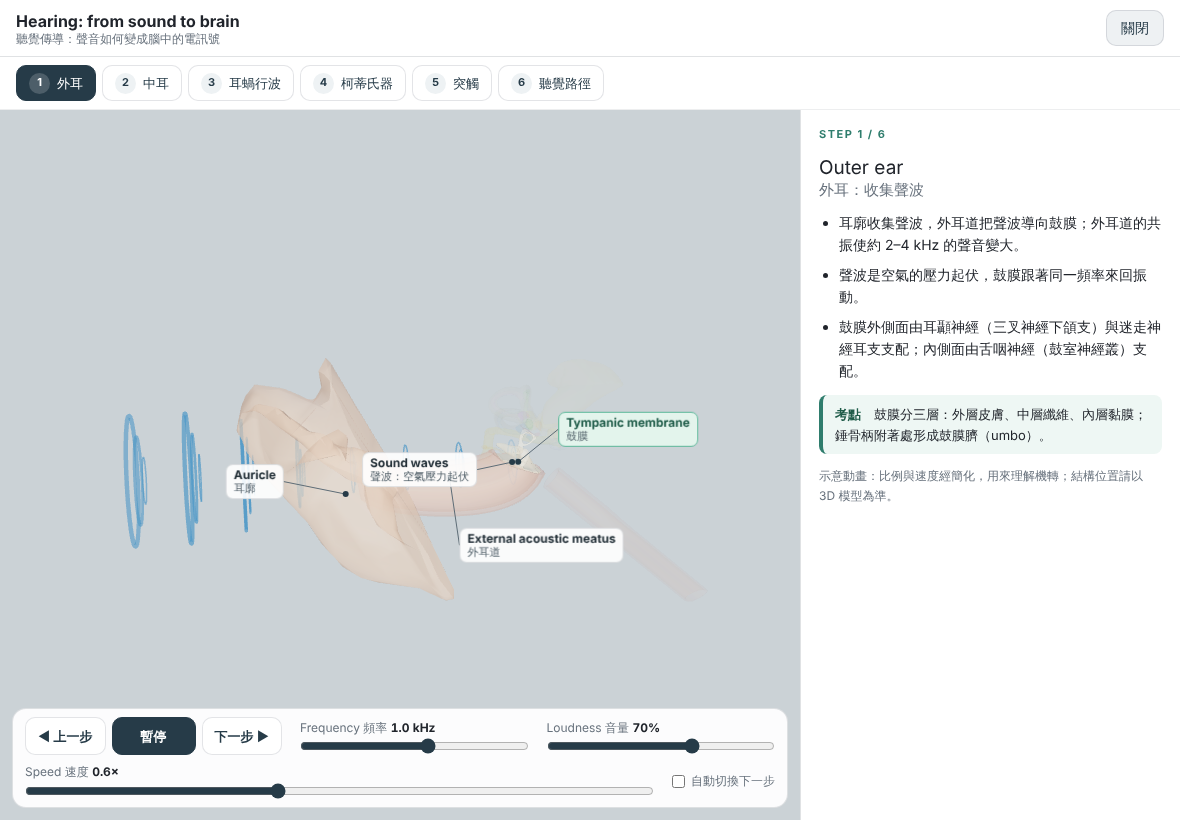 Hearing: from sound to brain
聽覺傳導：聲音如何變成腦中的電訊號
關閉
1 外耳
2 中耳
3 耳蝸行波
4 柯蒂氏器
5 突觸
6 聽覺路徑
Tympanic membrane
鼓膜
Sound waves
聲波：空氣壓力起伏
Auricle
耳廓
External acoustic meatus
外耳道
◀ 上一步
暫停
下一步 ▶
Frequency 頻率 1.0 kHz
Loudness 音量 70%
Speed 速度 0.6×
自動切換下一步
STEP 1 / 6
Outer ear
外耳：收集聲波
• 耳廓收集聲波，外耳道把聲波導向鼓膜；外耳道的共
振使約 2–4 kHz 的聲音變大。
• 聲波是空氣的壓力起伏，鼓膜跟著同一頻率來回振
動。
• 鼓膜外側面由耳顳神經（三叉神經下頜支）與迷走神
經耳支支配；內側面由舌咽神經（鼓室神經叢）支
配。
考點 鼓膜分三層：外層皮膚、中層纖維、內層黏膜；
錘骨柄附著處形成鼓膜臍（umbo）。
示意動畫：比例與速度經簡化，用來理解機轉；結構位置請以
3D 模型為準。